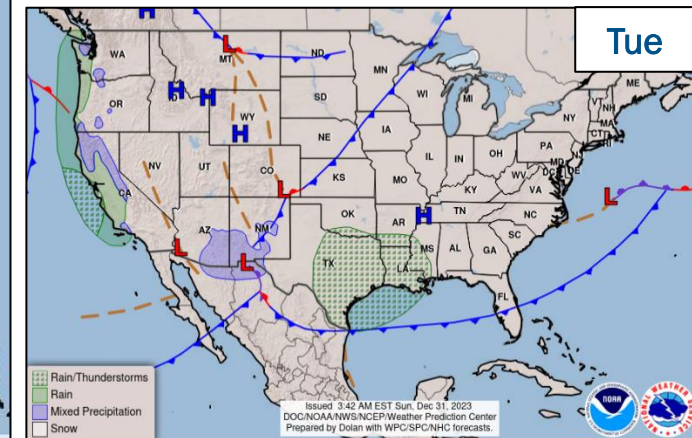 Tue
H
L
MT
ND
WA
MN
ME
OR
H
ID
H
SD
WI
MI
VT
NH
NY
MA
CT
RI
WY
H
IA
NE
PA
NV
UT
CO
L
IL
IN
OH
MD
DE
DC
WV
VA
KS
MO
KY
L
CA
AZ
NM
OK
AR
H
TN
NC
SC
L
L
TX
MS
AL
GA
LA
FL
Rain/Thunderstorms
Rain
Mixed Precipitation
Snow
Issued 3:42 AM EST Sun, Dec 31, 2023
DOC/NOAA/NWS/NCEP/Weather Prediction Center
Prepared by Dolan with WPC/SPC/NHC forecasts.
NOAA